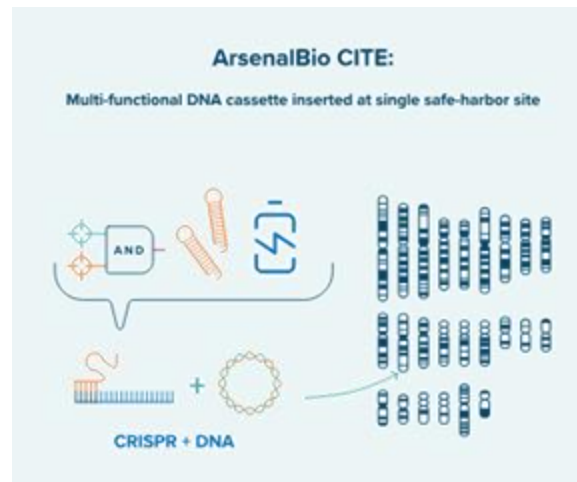 ArsenalBio CITE:
Multi-functional DNA cassette inserted at single safe-harbor site
AND
+
CRISPR + DNA